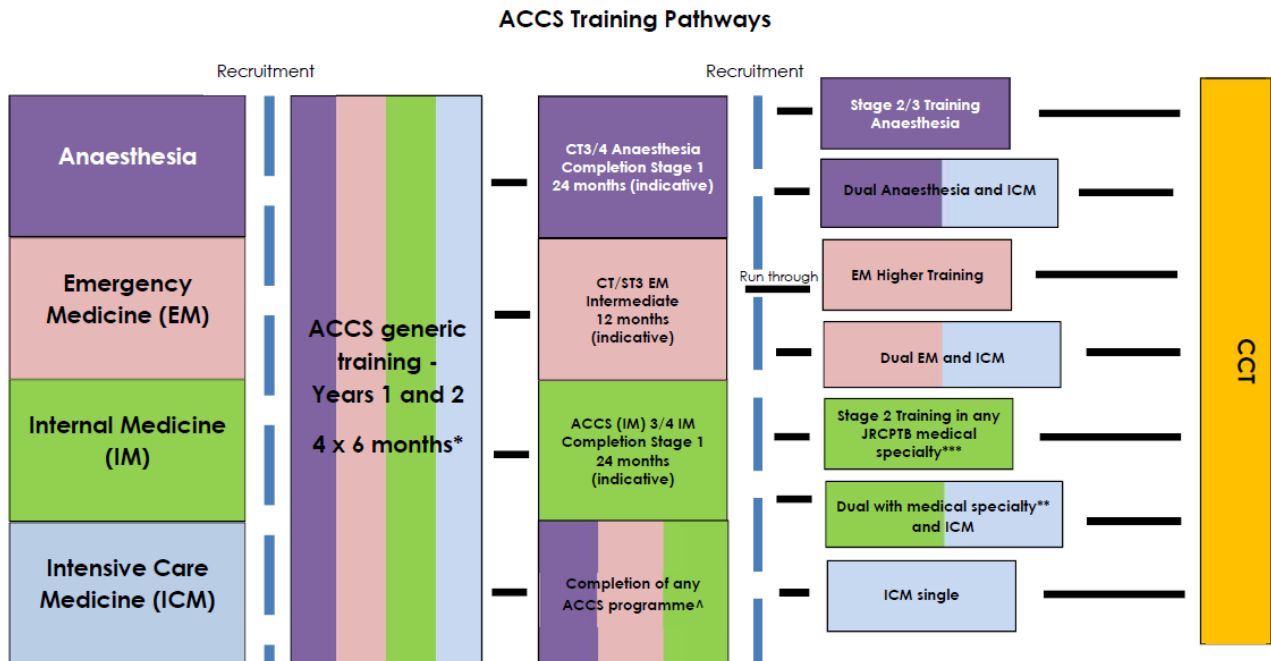 ACCS Training Pathways
Recruitment
Recruitment
Anaesthesia
Emergency
Medicine (EM)
Internal Medicine
(IM)
Intensive Care
Medicine (ICM)
ACCS generic
training -
Years 1 and 2
4 x 6 months*
CT3/4 Anaesthesia
Completion Stage 1
24 months (indicative)
CT/ST3 EM
Intermediate
12 months
(indicative)
ACCS (IM) 3/4 IM
Completion Stage 1
24 months
(indicative)
Completion of any
ACCS programme^
Run through
Stage 2/3 Training
Anaesthesia
Dual Anaesthesia and ICM
EM Higher Training
Dual EM and ICM
Stage 2 Training in any
JRCPTB medical
specialty***
Dual with medical specialty**
and ICM
ICM single
CCT